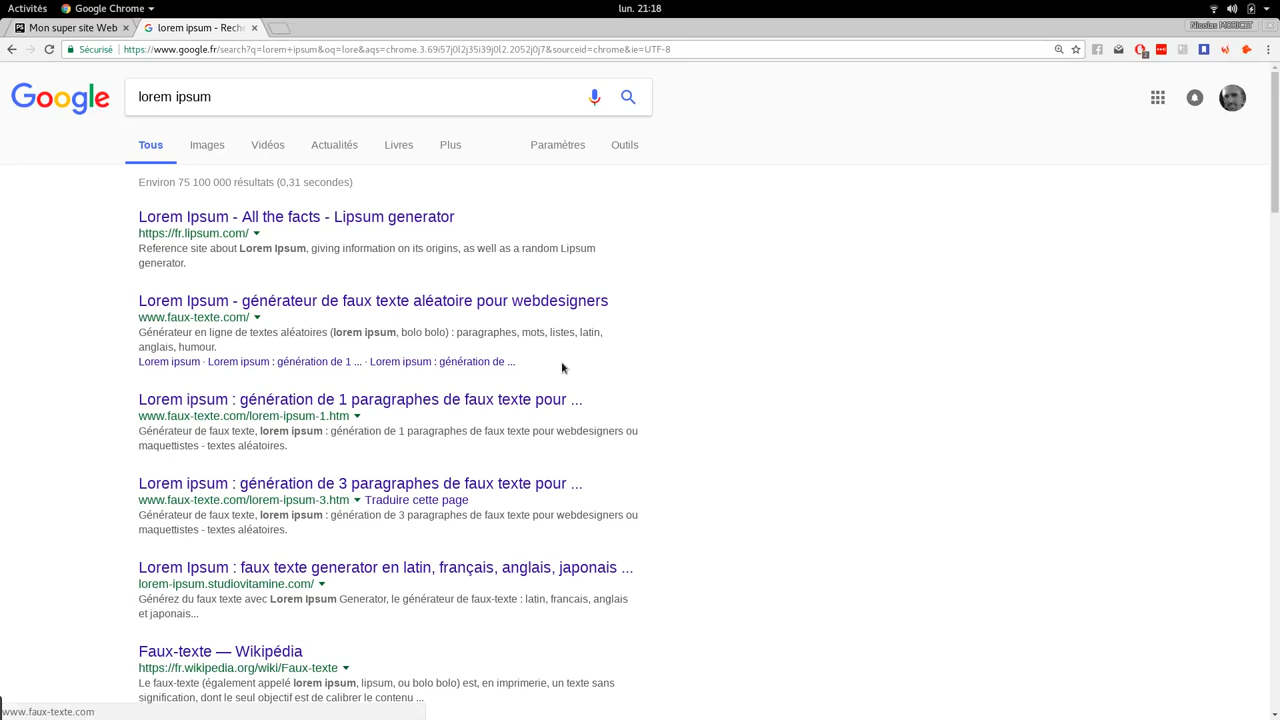 Activités Google Chrome lun. 21:18
Mon super site Web lorem ipsum - Rech Nicolas MORICET
Sécurisé https://www.google.fr/search?q=lorem+ipsum&oq=lore&aqs=chrome.3.69i57j0l2j35i39j0l2.2052j0j7&sourceid=chrome&ie=UTF-8
Google lorem ipsum
Tous Images Vidéos Actualités Livres Plus Paramètres Outils
Environ 75 100 000 résultats (0,31 secondes)
Lorem Ipsum - All the facts - Lipsum generator
https://fr.lipsum.com/
Reference site about Lorem Ipsum, giving information on its origins, as well as a random Lipsum
generator.
Lorem Ipsum - générateur de faux texte aléatoire pour webdesigners
www.faux-texte.com/
Générateur en ligne de textes aléatoires (lorem ipsum, bolo bolo) : paragraphes, mots, listes, latin,
anglais, humour.
Lorem ipsum · Lorem ipsum : génération de 1 ... · Lorem ipsum : génération de ...
Lorem ipsum : génération de 1 paragraphes de faux texte pour ...
www.faux-texte.com/lorem-ipsum-1.htm
Générateur de faux texte, lorem ipsum : génération de 1 paragraphes de faux texte pour webdesigners ou
maquettistes - textes aléatoires.
Lorem ipsum : génération de 3 paragraphes de faux texte pour ...
www.faux-texte.com/lorem-ipsum-3.htm Traduire cette page
Générateur de faux texte, lorem ipsum : génération de 3 paragraphes de faux texte pour webdesigners ou
maquettistes - textes aléatoires.
Lorem Ipsum : faux texte generator en latin, français, anglais, japonais ...
lorem-ipsum.studiovitamine.com/
Générez du faux texte avec Lorem Ipsum Generator, le générateur de faux-texte : latin, francais, anglais
et japonais...
Faux-texte — Wikipédia
https://fr.wikipedia.org/wiki/Faux-texte
Le faux-texte (également appelé lorem ipsum, lipsum, ou bolo bolo) est, en imprimerie, un texte sans
signification, dont le seul objectif est de calibrer le contenu ...
www.faux-texte.com